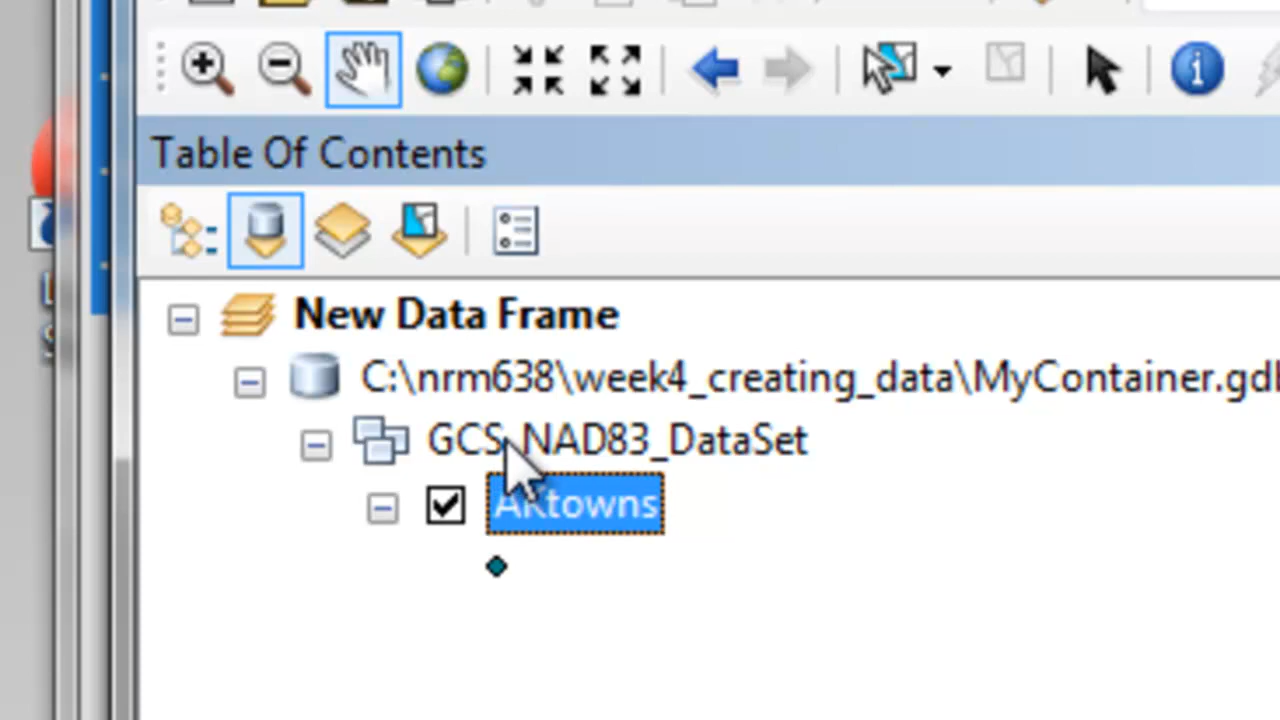 Table Of Contents
New Data Frame
C:\nrm638\week4_creating_data\MyContainer.gdb
GCS_NAD83_DataSet
AKtowns